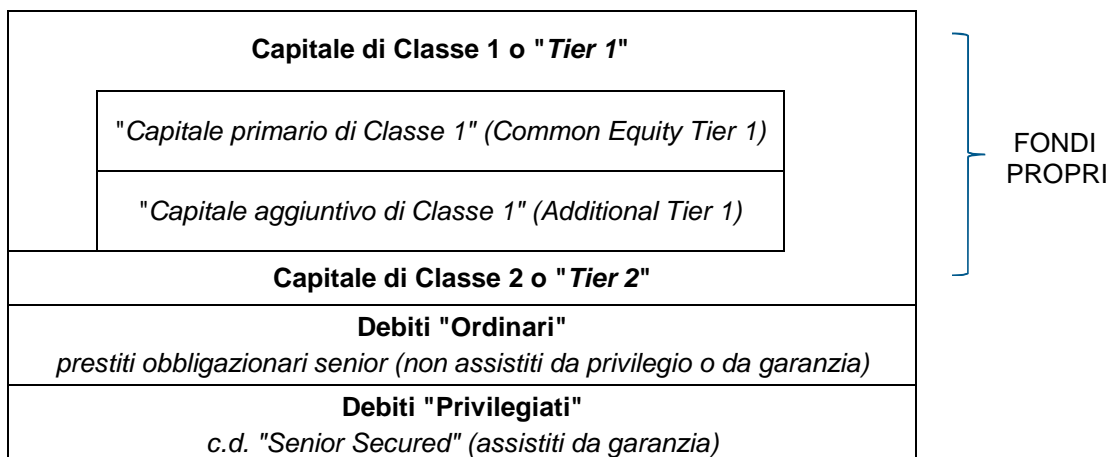 Capitale di Classe 1 o "Tier 1"
"Capitale primario di Classe 1" (Common Equity Tier 1)
"Capitale aggiuntivo di Classe 1" (Additional Tier 1)
Capitale di Classe 2 o "Tier 2"
FONDI
PROPRI
Debiti "Ordinari"
prestiti obbligazionari senior (non assistiti da privilegio o da garanzia)
Debiti "Privilegiati"
c.d. "Senior Secured" (assistiti da garanzia)